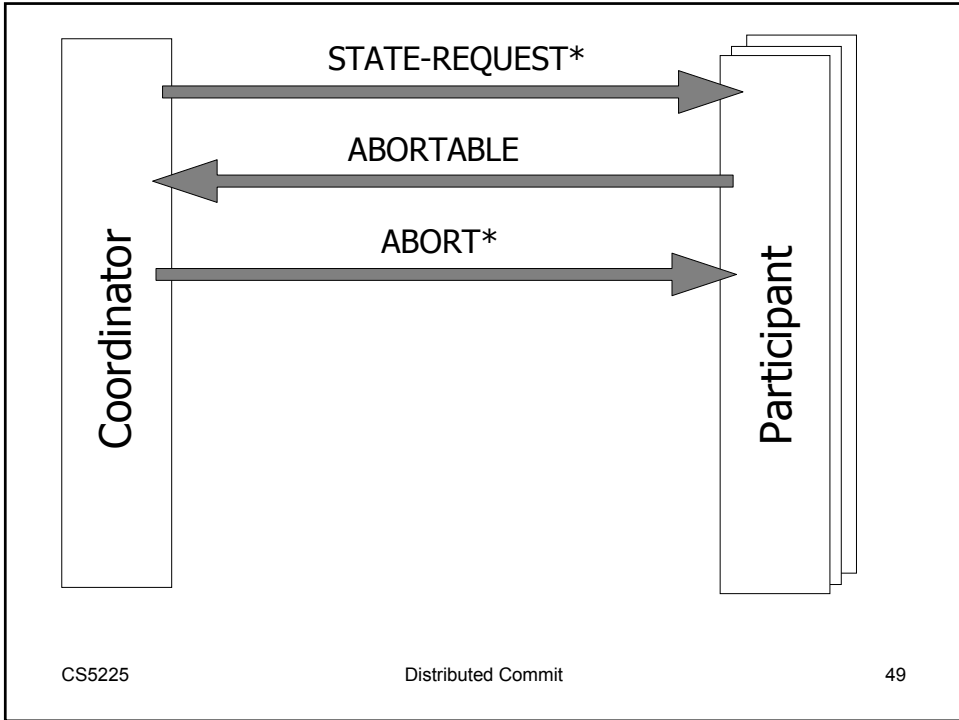 STATE-REQUEST*
ABORTABLE
ABORT*
Coordinator
Participant
CS5225
Distributed Commit
49